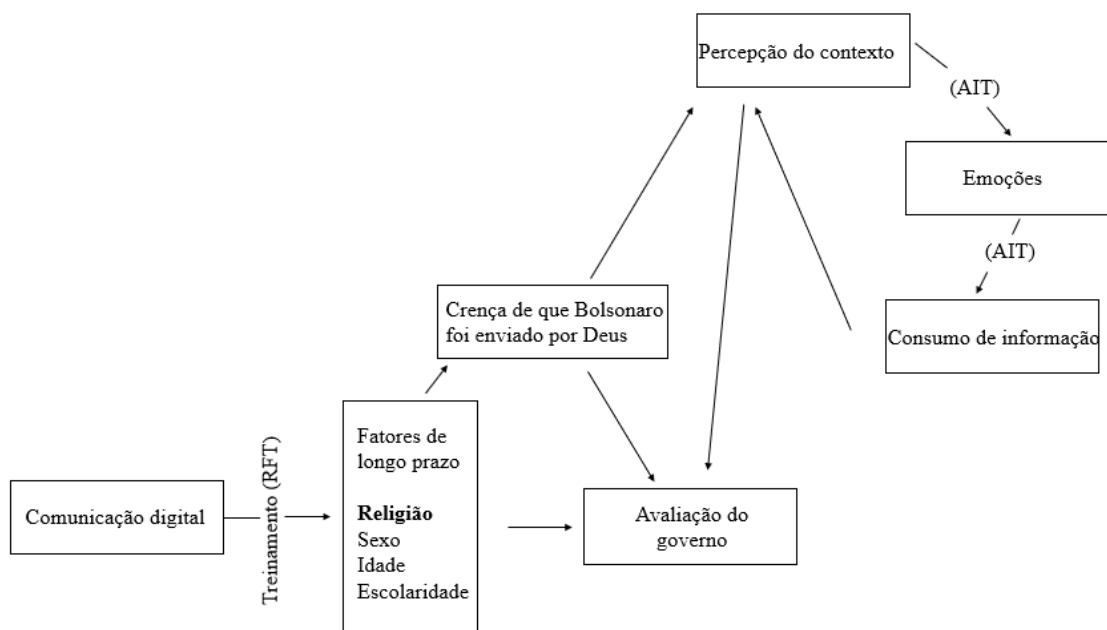 Percepção do contexto
(AIT)
Emoções
(AIT)
Consumo de informação
Crença de que Bolsonaro
foi enviado por Deus
Fatores de
longo prazo
Religião
Sexo
Idade
Escolaridade
Comunicação digital
Treinamento (RFT)
Avaliação do
governo